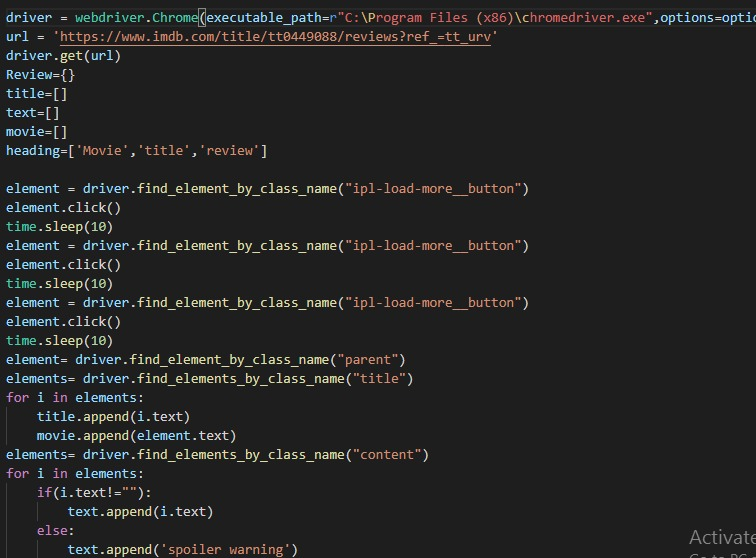 driver = webdriver.Chrome(executable_path=r"C:\Program Files (x86)\chromedriver.exe",options=optio
url = 'https://www.imdb.com/title/tt0449088/reviews?ref_=tt_urv'
driver.get(url)
Review={}
title=[]
text=[]
movie=[]
heading=['Movie','title','review']
element = driver.find_element_by_class_name("ipl-load-more__button")
element.click()
time.sleep(10)
element = driver.find_element_by_class_name("ipl-load-more__button")
element.click()
time.sleep(10)
element = driver.find_element_by_class_name("ipl-load-more__button")
element.click()
time.sleep(10)
element= driver.find_element_by_class_name("parent")
elements= driver.find_elements_by_class_name("title")
for i in elements:
    title.append(i.text)
    movie.append(element.text)
elements= driver.find_elements_by_class_name("content")
for i in elements:
    if(i.text!=""):
        text.append(i.text)
    else:
        text.append('spoiler warning')
Activate